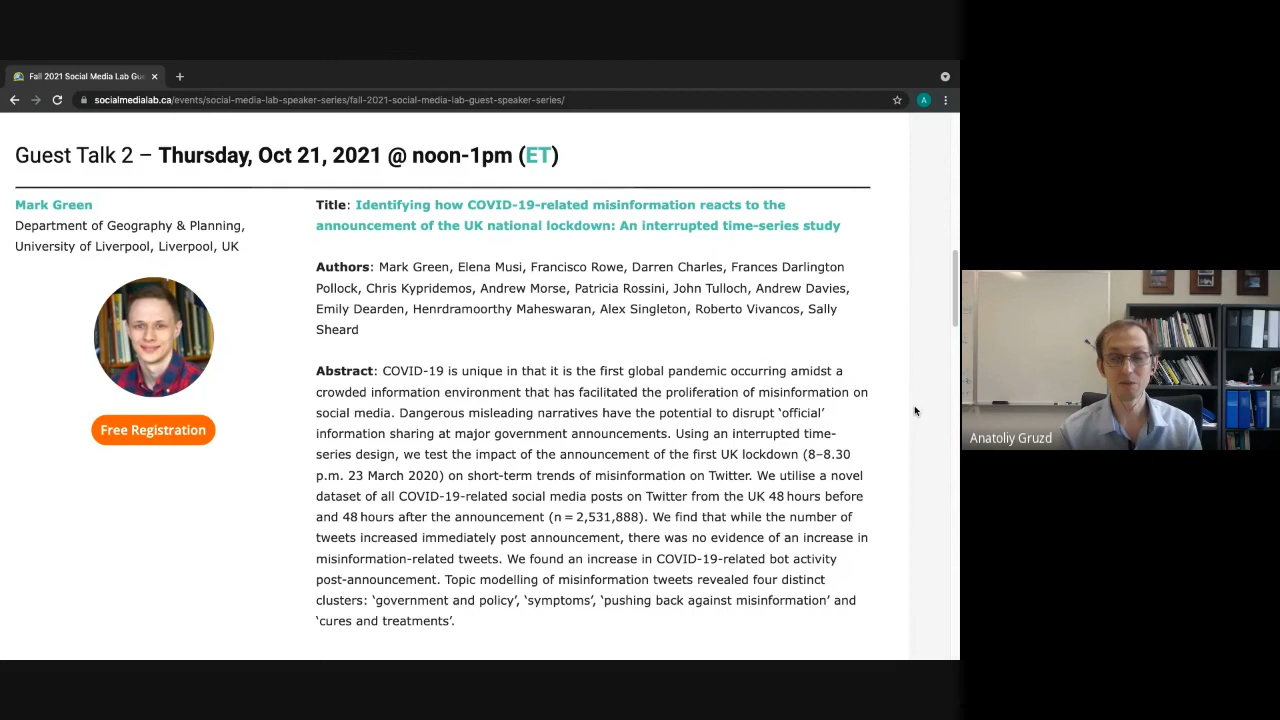 Fall 2021 Social Media Lab Gu
socialmedialab.ca/events/social-media-lab-speaker-series/fall-2021-social-media-lab-guest-speaker-series/
A
Guest Talk 2 – Thursday, Oct 21, 2021 @ noon-1pm (ET)
Mark Green
Department of Geography & Planning,
University of Liverpool, Liverpool, UK
Free Registration
Title: Identifying how COVID-19-related misinformation reacts to the
announcement of the UK national lockdown: An interrupted time-series study
Authors: Mark Green, Elena Musi, Francisco Rowe, Darren Charles, Frances Darlington
Pollock, Chris Kypridemos, Andrew Morse, Patricia Rossini, John Tulloch, Andrew Davies,
Emily Dearden, Henrdramoorthy Maheswaran, Alex Singleton, Roberto Vivancos, Sally
Sheard
Abstract: COVID-19 is unique in that it is the first global pandemic occurring amidst a
crowded information environment that has facilitated the proliferation of misinformation on
social media. Dangerous misleading narratives have the potential to disrupt ‘official’
information sharing at major government announcements. Using an interrupted time-
series design, we test the impact of the announcement of the first UK lockdown (8–8.30
p.m. 23 March 2020) on short-term trends of misinformation on Twitter. We utilise a novel
dataset of all COVID-19-related social media posts on Twitter from the UK 48 hours before
and 48 hours after the announcement (n = 2,531,888). We find that while the number of
tweets increased immediately post announcement, there was no evidence of an increase in
misinformation-related tweets. We found an increase in COVID-19-related bot activity
post-announcement. Topic modelling of misinformation tweets revealed four distinct
clusters: ‘government and policy’, ‘symptoms’, ‘pushing back against misinformation’ and
‘cures and treatments’.
Anatoliy Gruzd